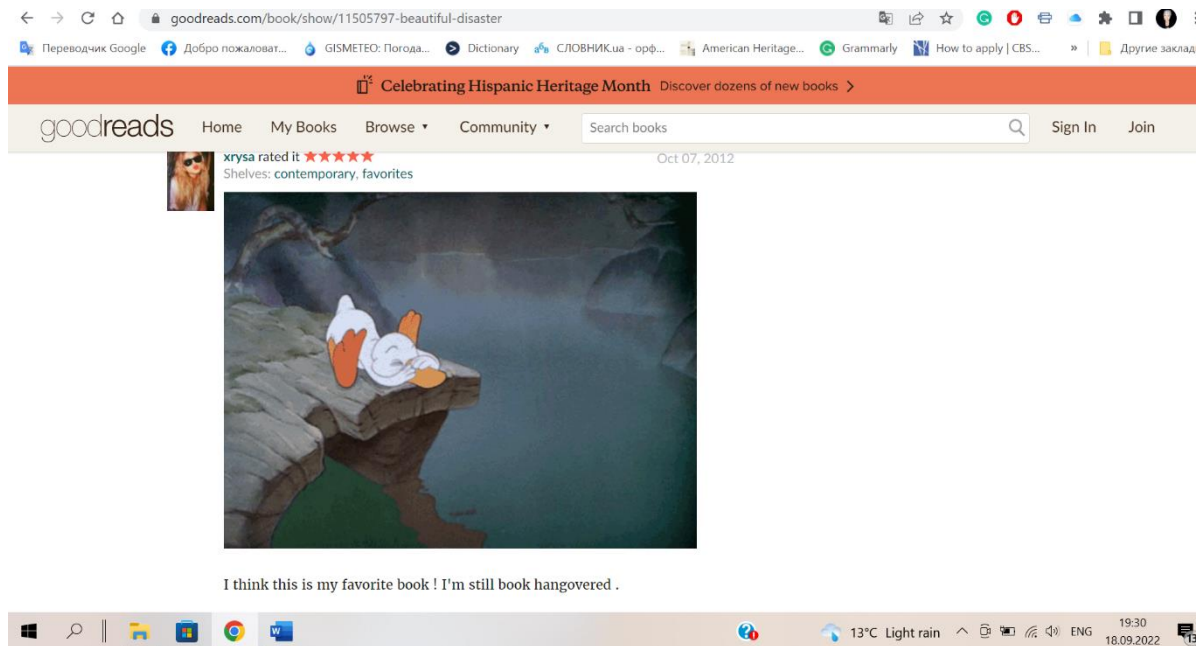 goodreads.com/book/show/11505797-beautiful-disaster
Переводчик Google Добро пожаловат... GISMETEO: Погода... Dictionary СЛОВНИК.ua - орф... American Heritage... Grammarly How to apply | CBS... » Другие заклад
Celebrating Hispanic Heritage Month Discover dozens of new books >
goodreads Home My Books Browse ▾ Community ▾ Search books Sign In Join
xrysa rated it ★★★★★ Oct 07, 2012
Shelves: contemporary, favorites
I think this is my favorite book ! I'm still book hangovered .
13°C Light rain ENG 19:30
18.09.2022 13